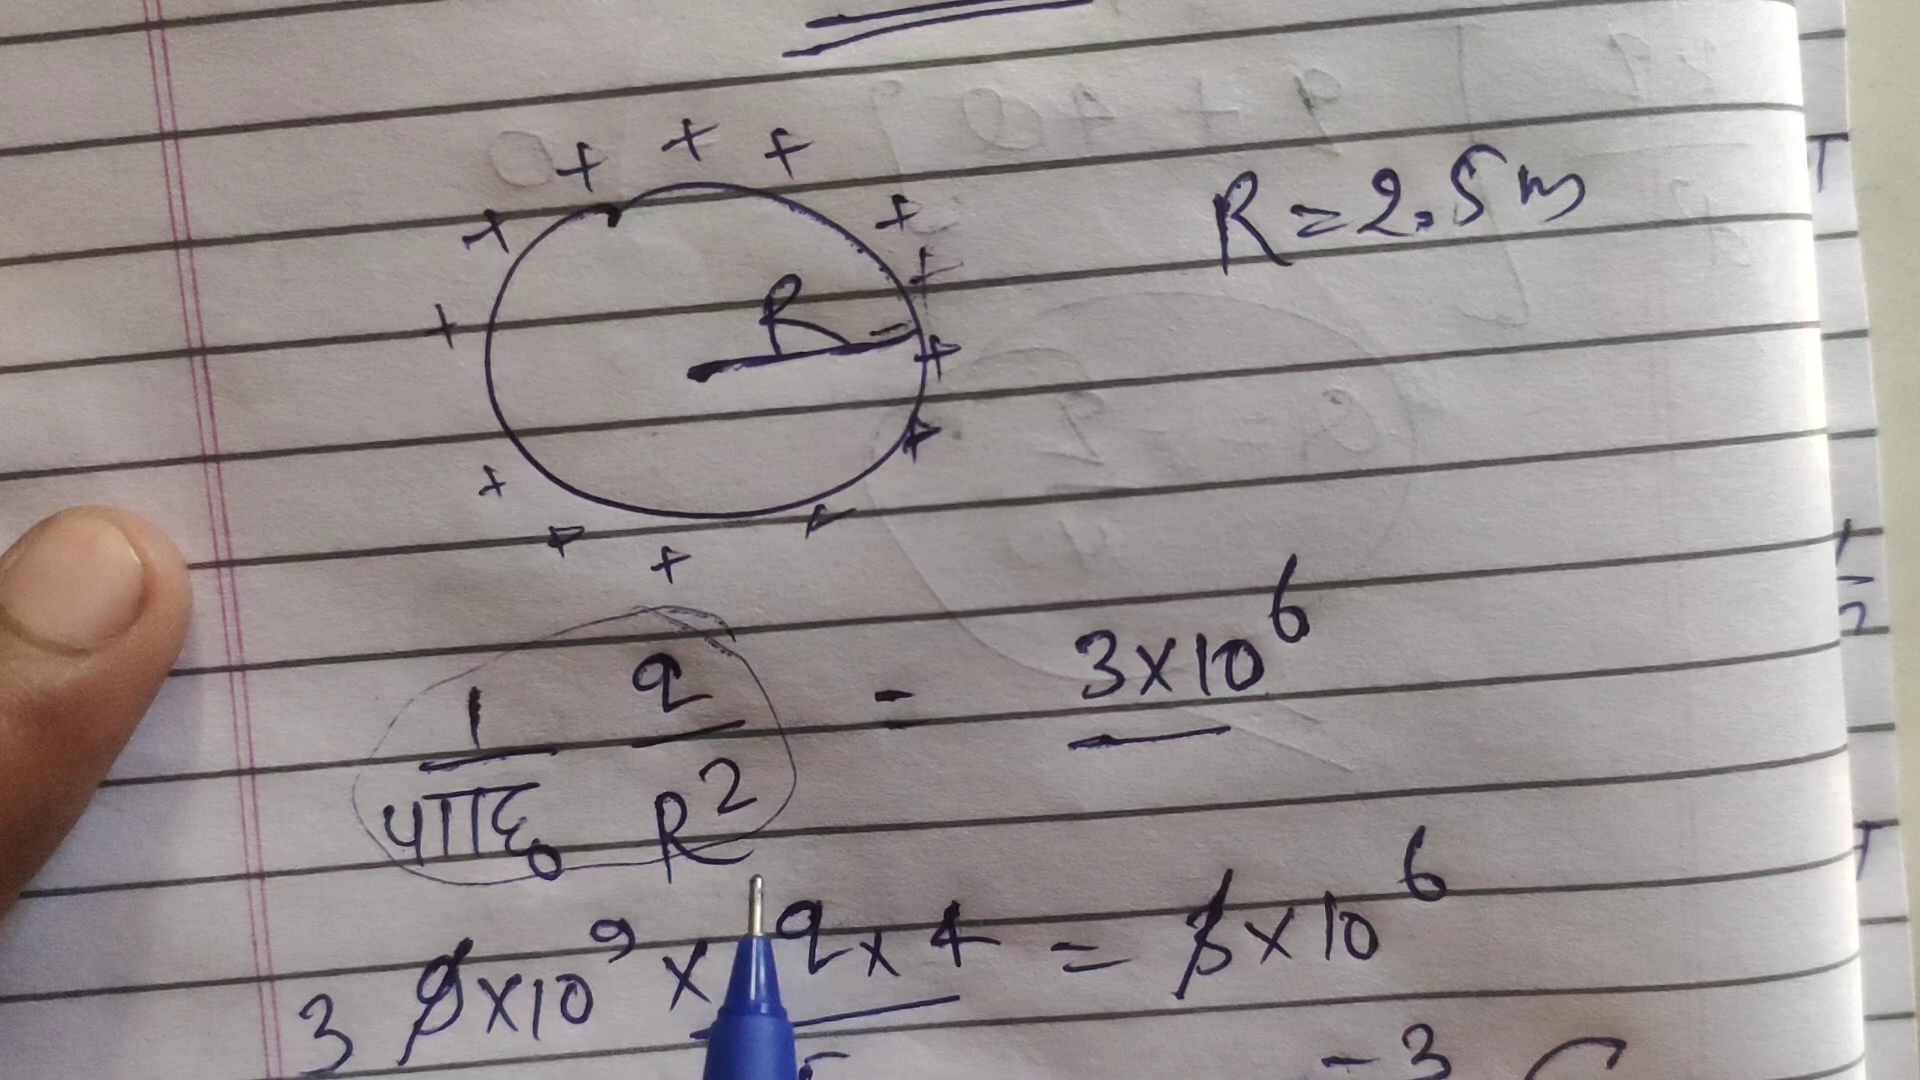 R = 2.5 m
R
1/4πε₀ q/R² = 3×10⁶
3 9×10⁹ × q × 4 = 3×10⁶
-3